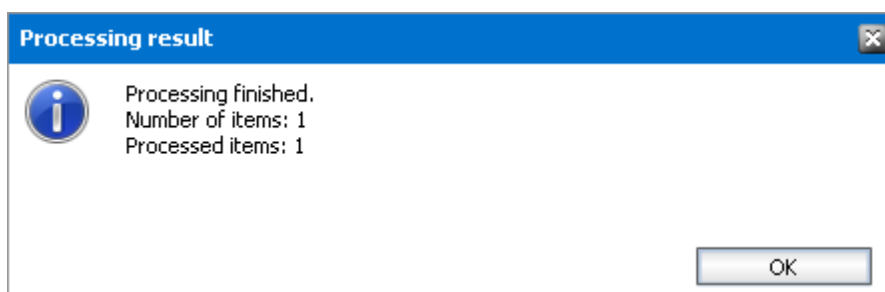 Processing result
Processing finished.
Number of items: 1
Processed items: 1
OK